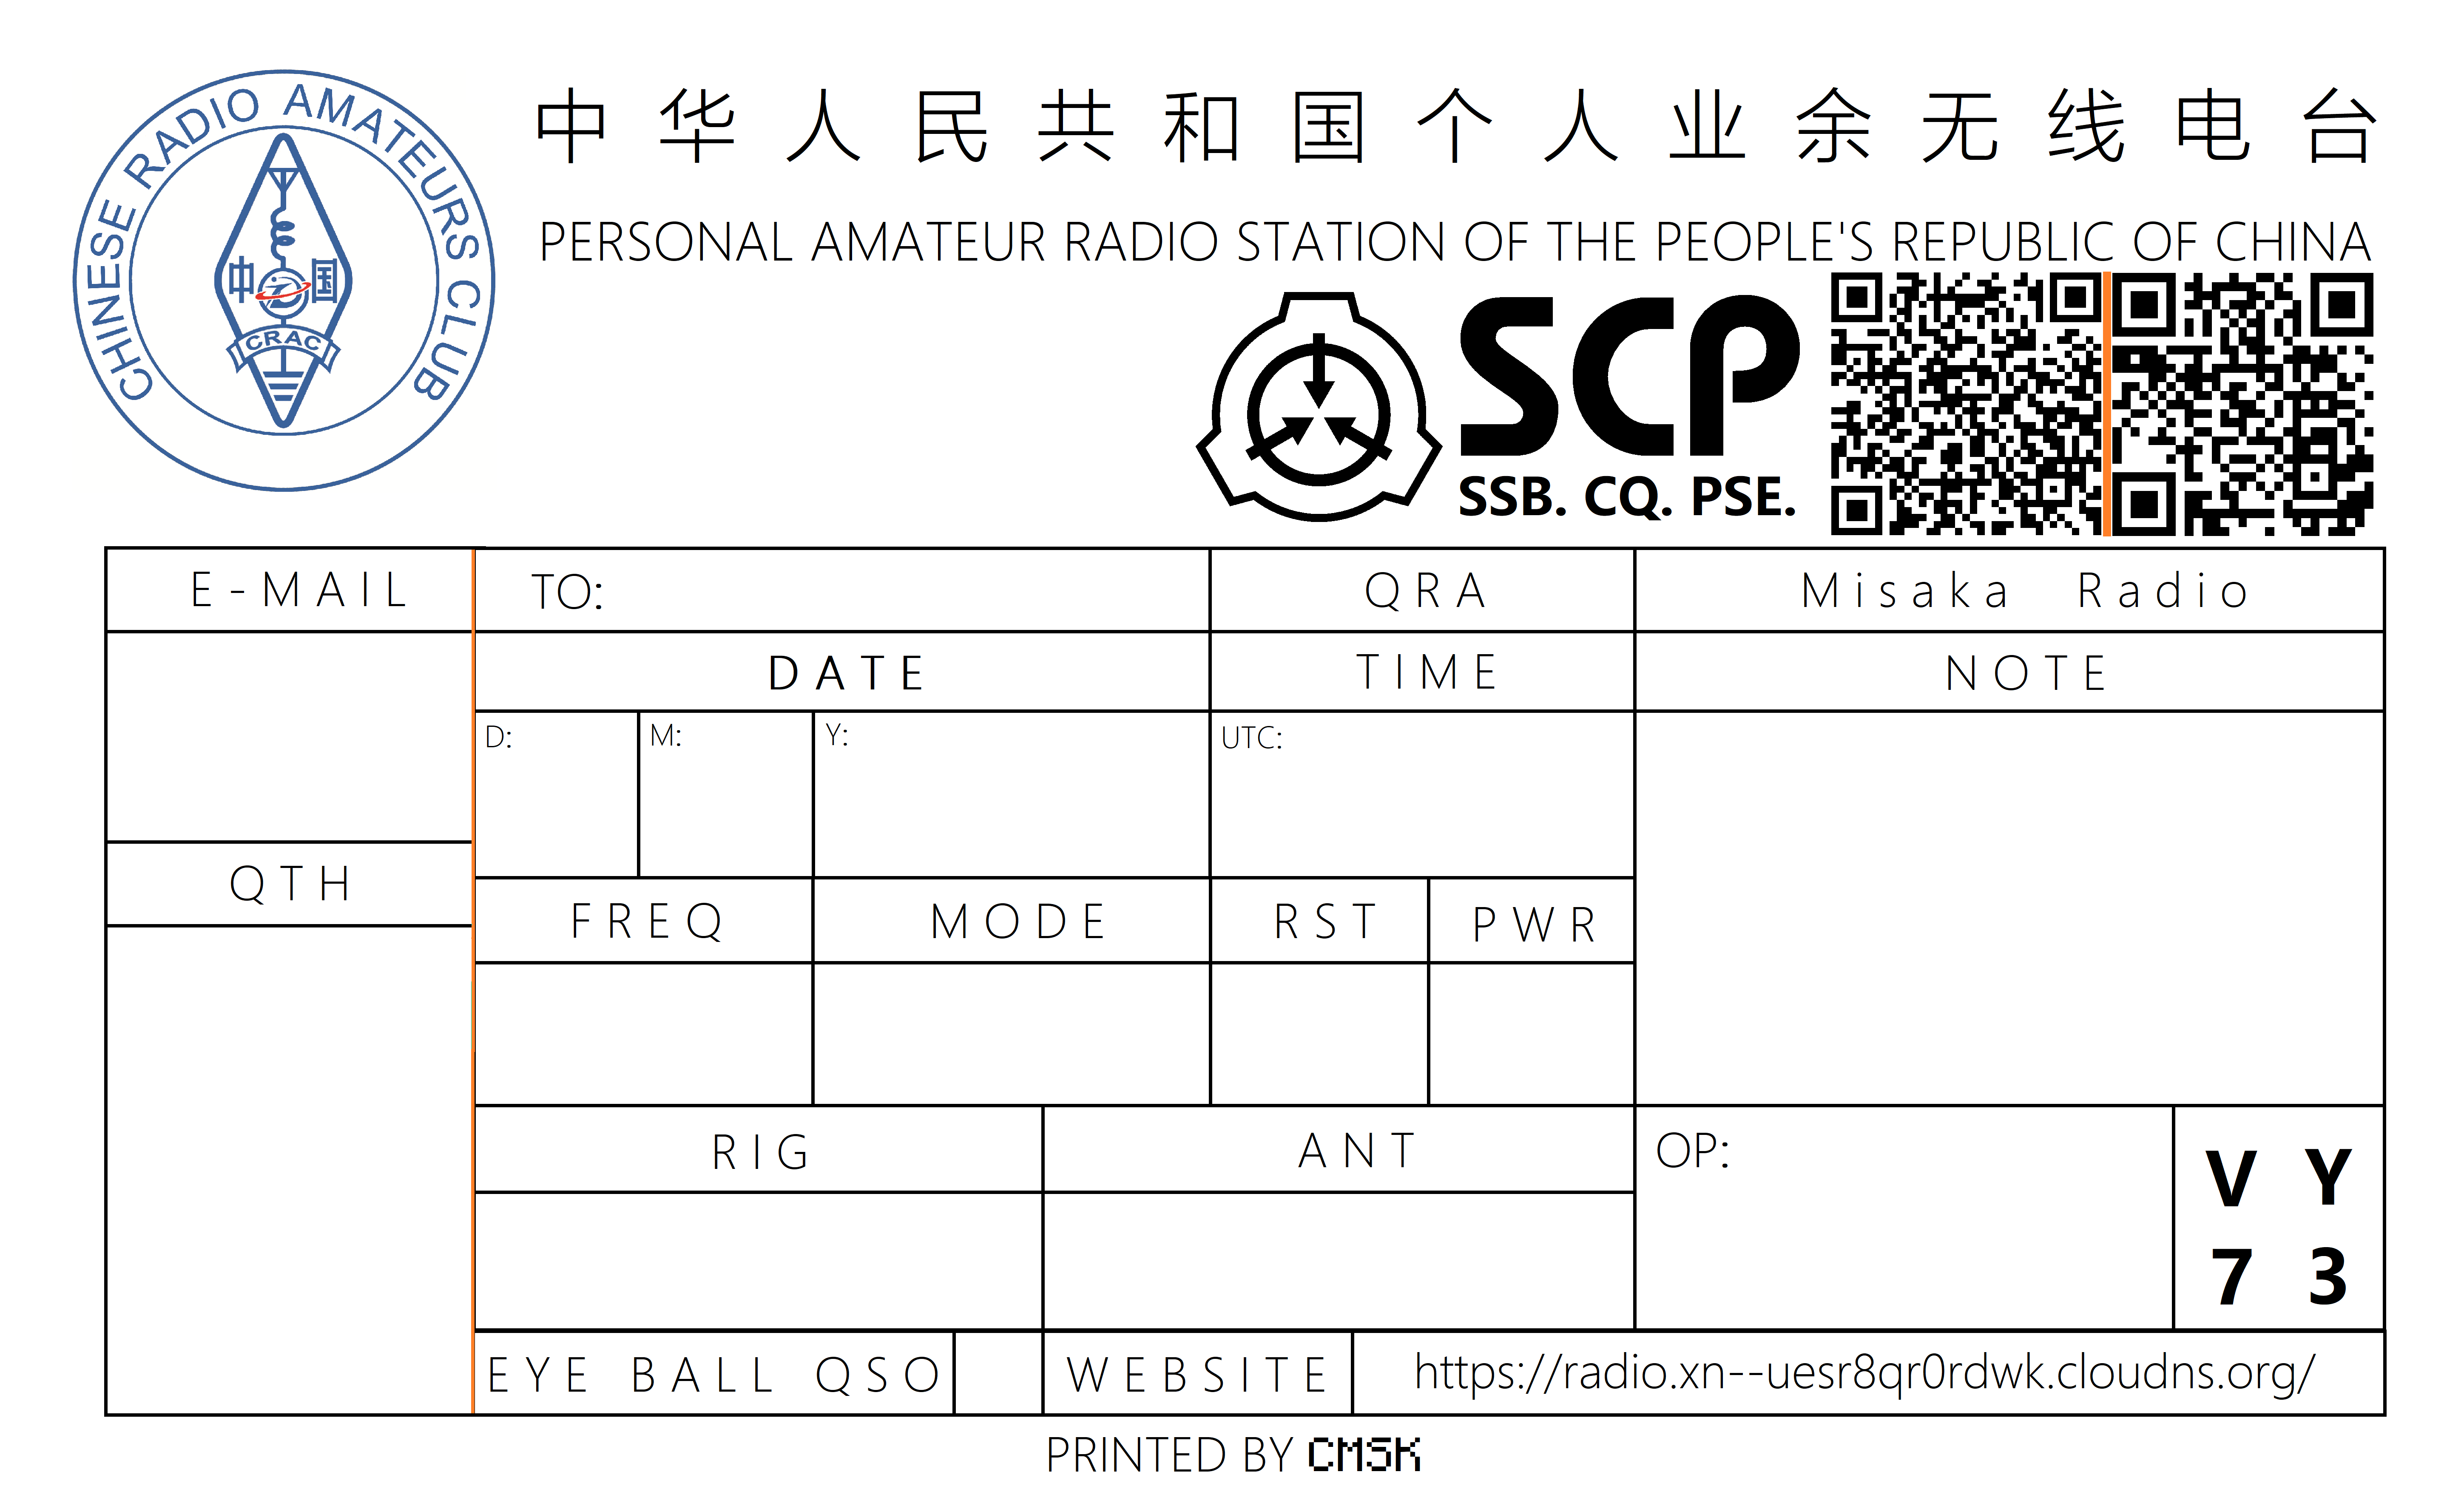 CHINESE RADIO AMATEURS CLUB
中国
CRAC
中华人民共和国个人业余无线电台
PERSONAL AMATEUR RADIO STATION OF THE PEOPLE'S REPUBLIC OF CHINA
SCP
SSB. CQ. PSE.
E-MAIL
TO:
QRA
Misaka Radio
DATE
TIME
NOTE
D:
M:
Y:
UTC:
QTH
FREQ
MODE
RST
PWR
RIG
ANT
OP:
VY
73
EYE BALL QSO
WEBSITE
https://radio.xn--uesr8qr0rdwk.cloudns.org/
PRINTED BY CMSK